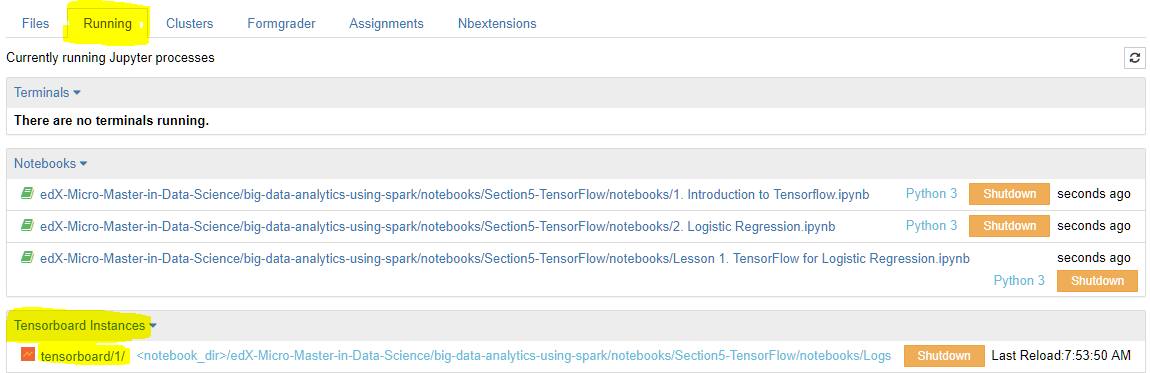 Files Running Clusters Formgrader Assignments Nbextensions
Currently running Jupyter processes
Terminals
There are no terminals running.
Notebooks
edX-Micro-Master-in-Data-Science/big-data-analytics-using-spark/notebooks/Section5-TensorFlow/notebooks/1. Introduction to Tensorflow.ipynb Python 3 Shutdown seconds ago
edX-Micro-Master-in-Data-Science/big-data-analytics-using-spark/notebooks/Section5-TensorFlow/notebooks/2. Logistic Regression.ipynb Python 3 Shutdown seconds ago
edX-Micro-Master-in-Data-Science/big-data-analytics-using-spark/notebooks/Section5-TensorFlow/notebooks/Lesson 1. TensorFlow for Logistic Regression.ipynb seconds ago
Python 3 Shutdown
Tensorboard Instances
tensorboard/1/ <notebook_dir>/edX-Micro-Master-in-Data-Science/big-data-analytics-using-spark/notebooks/Section5-TensorFlow/notebooks/Logs Shutdown Last Reload:7:53:50 AM